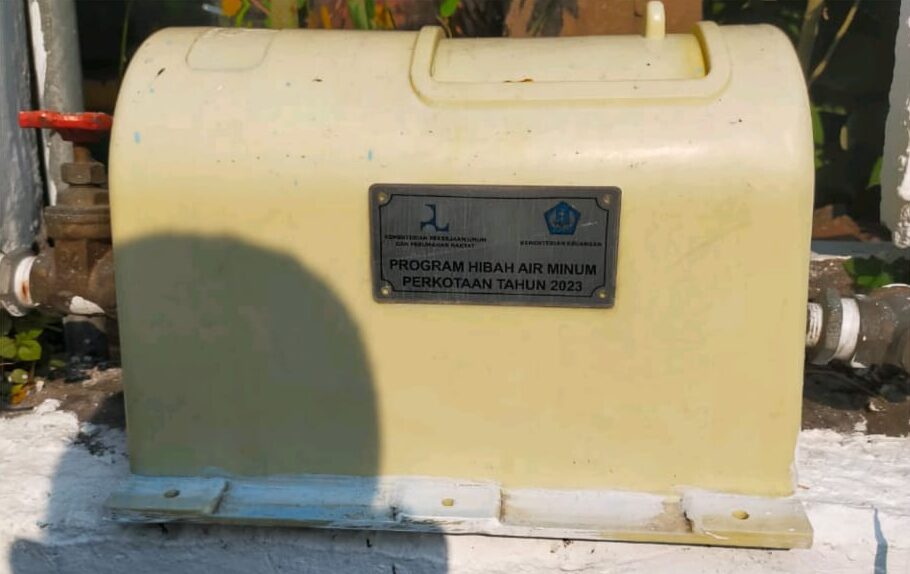 KEMENTERIAN PEKERJAAN UMUM
DAN PERUMAHAN RAKYAT
KEMENTERIAN KEUANGAN
PROGRAM HIBAH AIR MINUM
PERKOTAAN TAHUN 2023